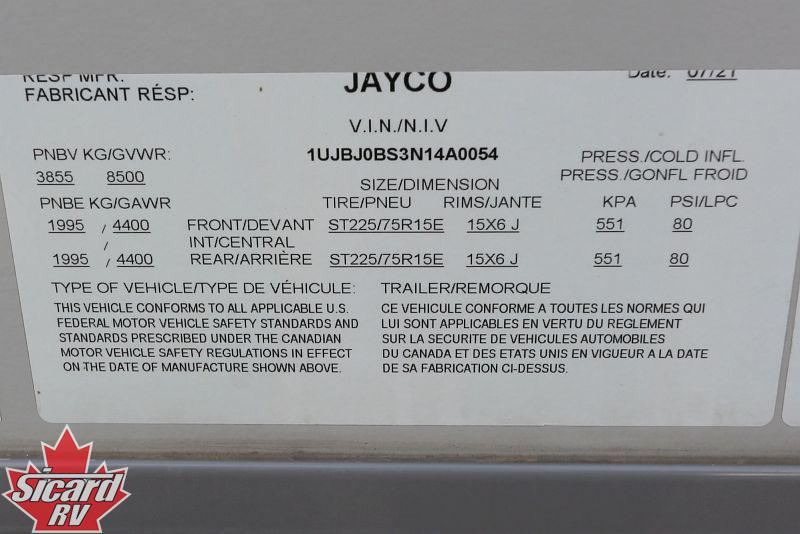 RESP MFR: JAYCO Date: 07/21
FABRICANT RÉSP:
V.I.N./N.I.V
PNBV KG/GVWR: 1UJBJ0BS3N14A0054 PRESS./COLD INFL.
3855 8500 SIZE/DIMENSION PRESS./GONFL FROID
PNBE KG/GAWR TIRE/PNEU RIMS/JANTE KPA PSI/LPC
1995 / 4400 FRONT/DEVANT ST225/75R15E 15X6 J 551 80
/ INT/CENTRAL
1995 / 4400 REAR/ARRIÈRE ST225/75R15E 15X6 J 551 80
TYPE OF VEHICLE/TYPE DE VÉHICULE: TRAILER/REMORQUE
THIS VEHICLE CONFORMS TO ALL APPLICABLE U.S.
FEDERAL MOTOR VEHICLE SAFETY STANDARDS AND
STANDARDS PRESCRIBED UNDER THE CANADIAN
MOTOR VEHICLE SAFETY REGULATIONS IN EFFECT
ON THE DATE OF MANUFACTURE SHOWN ABOVE.
CE VEHICULE CONFORME A TOUTES LES NORMES QUI
LUI SONT APPLICABLES EN VERTU DU REGLEMENT
SUR LA SECURITE DE VEHICULES AUTOMOBILES
DU CANADA ET DES ETATS UNIS EN VIGUEUR A LA DATE
DE SA FABRICATION CI-DESSUS.
Sicard
RV